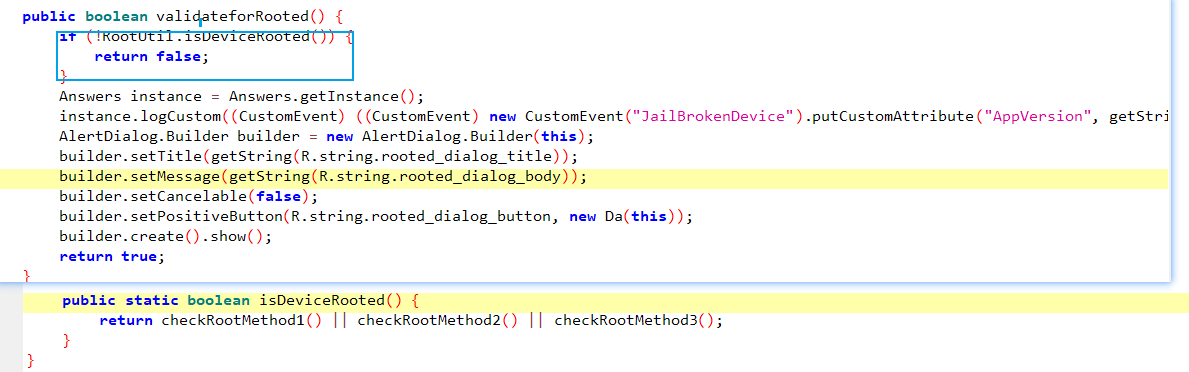 public boolean validateforRooted() {
if (!RootUtil.isDeviceRooted()) {
return false;
}
Answers instance = Answers.getInstance();
instance.logCustom((CustomEvent) ((CustomEvent) new CustomEvent("JailBrokenDevice").putCustomAttribute("AppVersion", getStri
AlertDialog.Builder builder = new AlertDialog.Builder(this);
builder.setTitle(getString(R.string.rooted_dialog_title));
builder.setMessage(getString(R.string.rooted_dialog_body));
builder.setCancelable(false);
builder.setPositiveButton(R.string.rooted_dialog_button, new Da(this));
builder.create().show();
return true;
}
public static boolean isDeviceRooted() {
return checkRootMethod1() || checkRootMethod2() || checkRootMethod3();
}
}